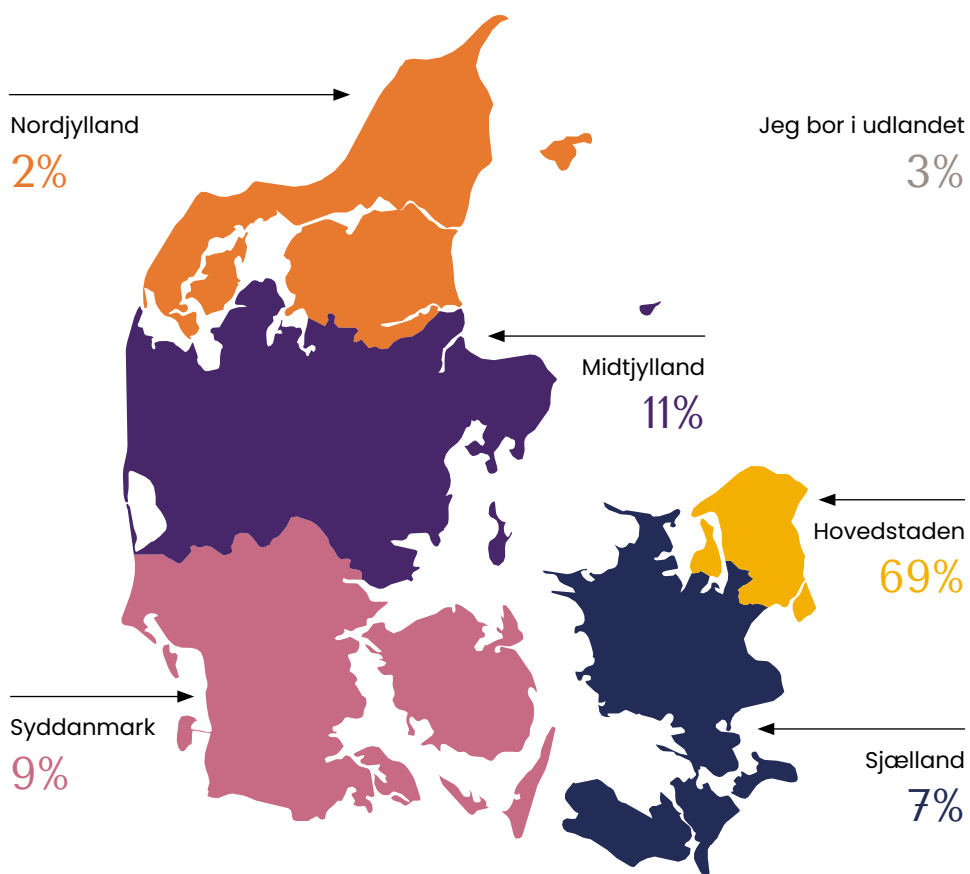 Nordjylland
2%
Jeg bor i udlandet
3%
Midtjylland
11%
Hovedstaden
69%
Syddanmark
9%
Sjælland
7%